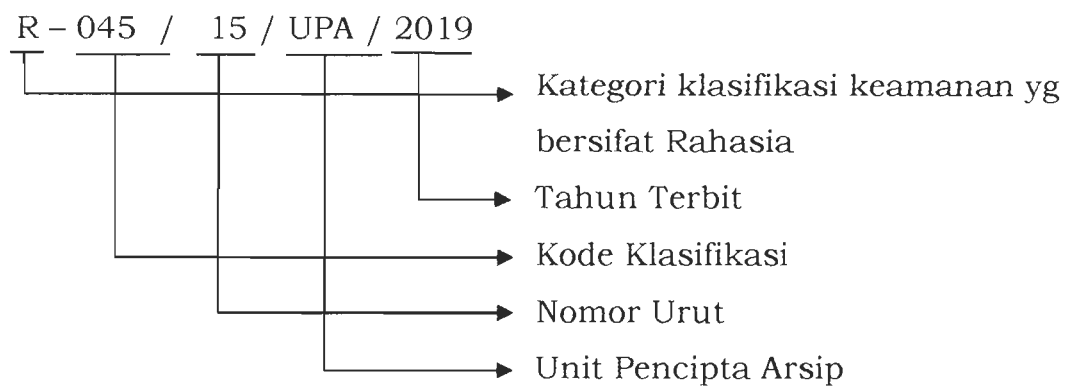 R – 045 / 15 / UPA / 2019
Kategori klasifikasi keamanan yg
bersifat Rahasia
Tahun Terbit
Kode Klasifikasi
Nomor Urut
Unit Pencipta Arsip